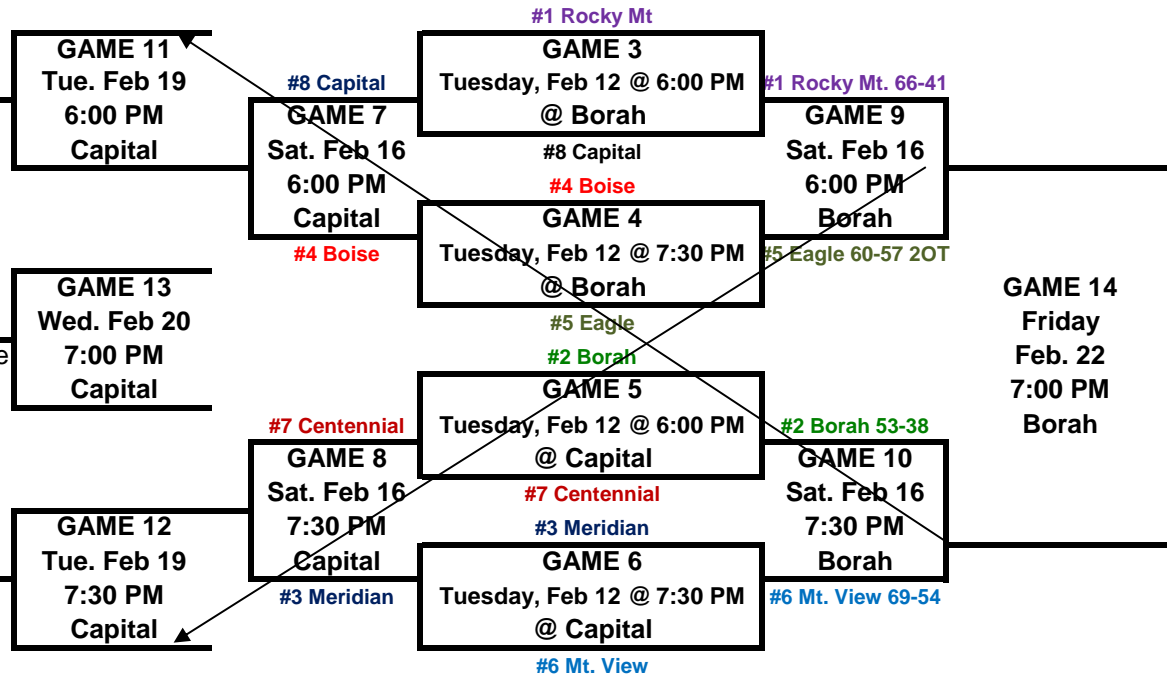 #1 Rocky Mt
GAME 11
Tue. Feb 19
6:00 PM
Capital
#8 Capital
GAME 7
Sat. Feb 16
6:00 PM
Capital
#4 Boise
GAME 3
Tuesday, Feb 12 @ 6:00 PM
@ Borah
#8 Capital
#4 Boise
GAME 4
Tuesday, Feb 12 @ 7:30 PM
@ Borah
#5 Eagle
#1 Rocky Mt. 66-41
GAME 9
Sat. Feb 16
6:00 PM
Borah
#5 Eagle 60-57 2OT
GAME 13
Wed. Feb 20
7:00 PM
Capital
e
GAME 14
Friday
Feb. 22
7:00 PM
Borah
#2 Borah
GAME 5
Tuesday, Feb 12 @ 6:00 PM
@ Capital
#7 Centennial
#7 Centennial
GAME 8
Sat. Feb 16
7:30 PM
Capital
#3 Meridian
#2 Borah 53-38
GAME 10
Sat. Feb 16
7:30 PM
Borah
#6 Mt. View 69-54
GAME 12
Tue. Feb 19
7:30 PM
Capital
#3 Meridian
GAME 6
Tuesday, Feb 12 @ 7:30 PM
@ Capital
#6 Mt. View